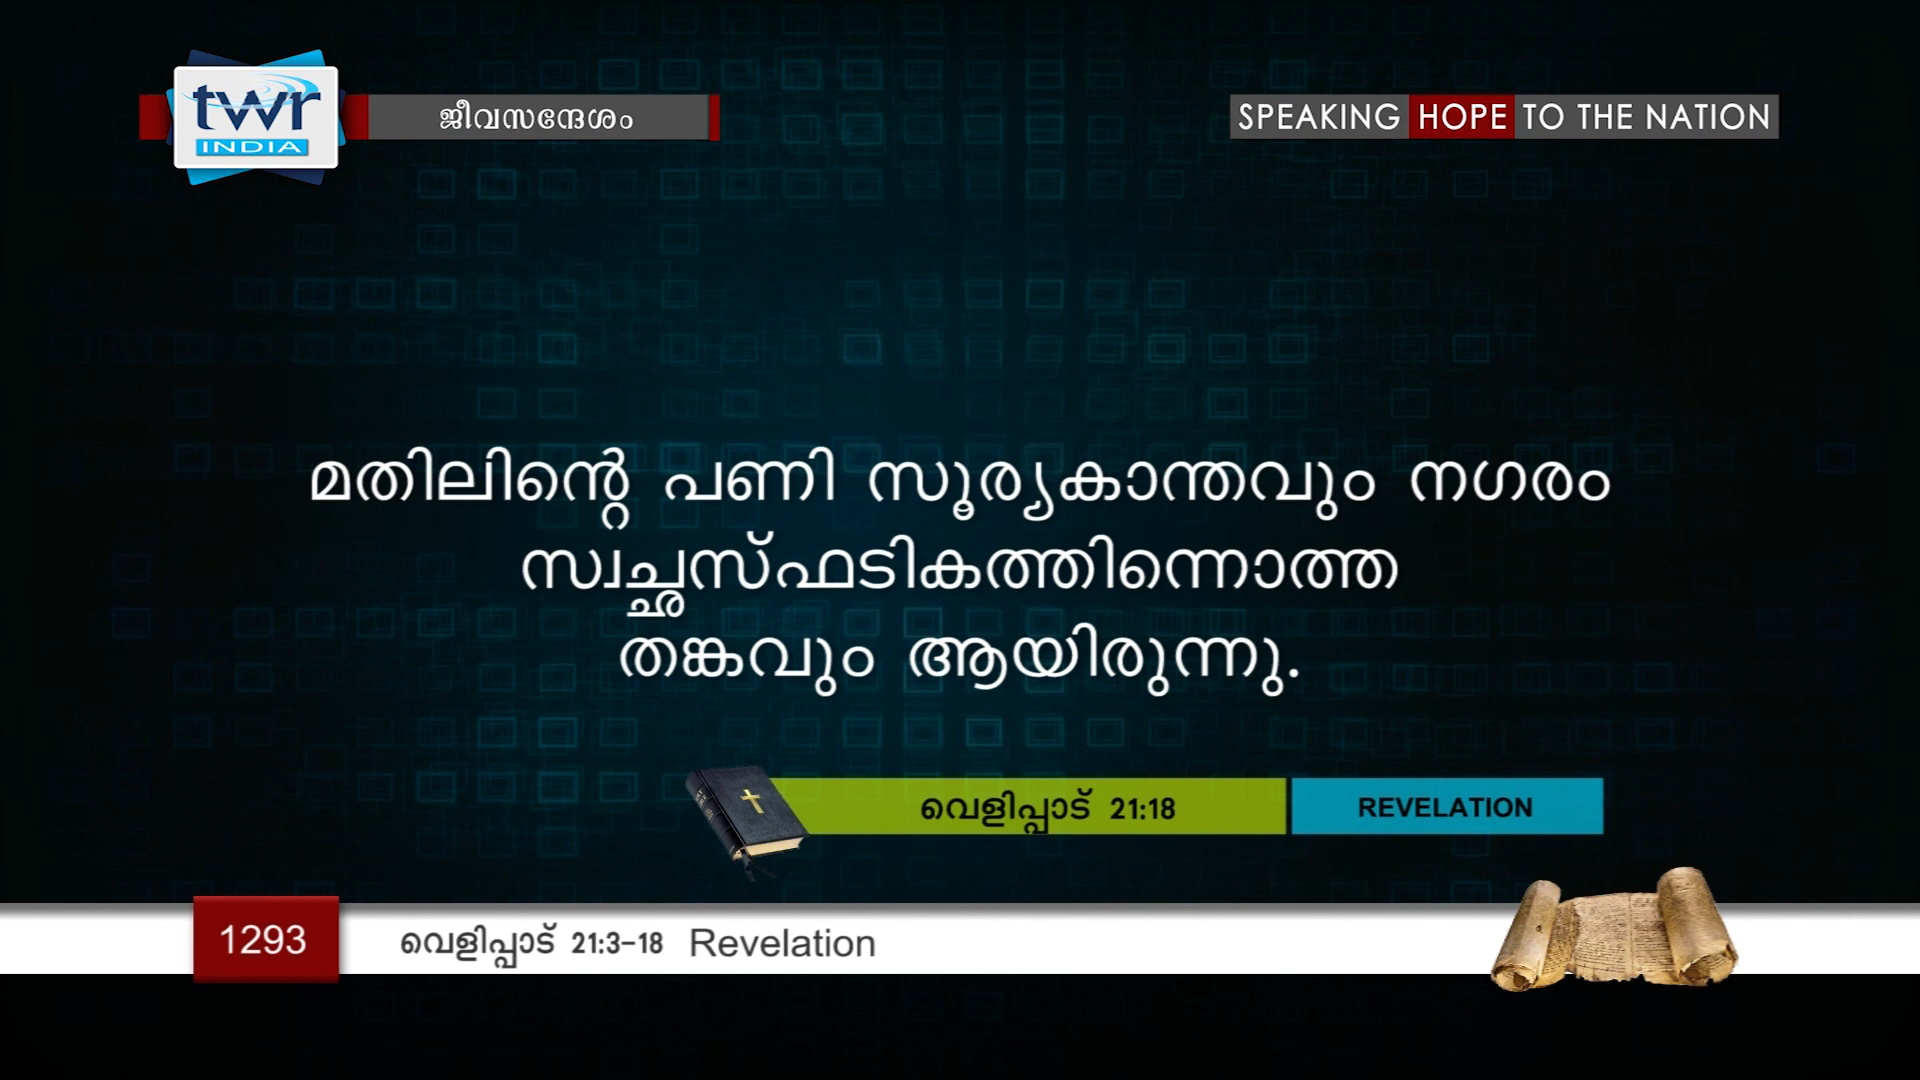 twr
INDIA
ജീവസന്ദേശം
SPEAKING HOPE TO THE NATION
മതിലിന്റെ പണി സൂര്യകാന്തവും നഗരം
സ്വച്ഛസ്ഫടികത്തിന്നൊത്ത
തങ്കവും ആയിരുന്നു.
വെളിപ്പാട് 21:18
REVELATION
1293
വെളിപ്പാട് 21:3-18 Revelation